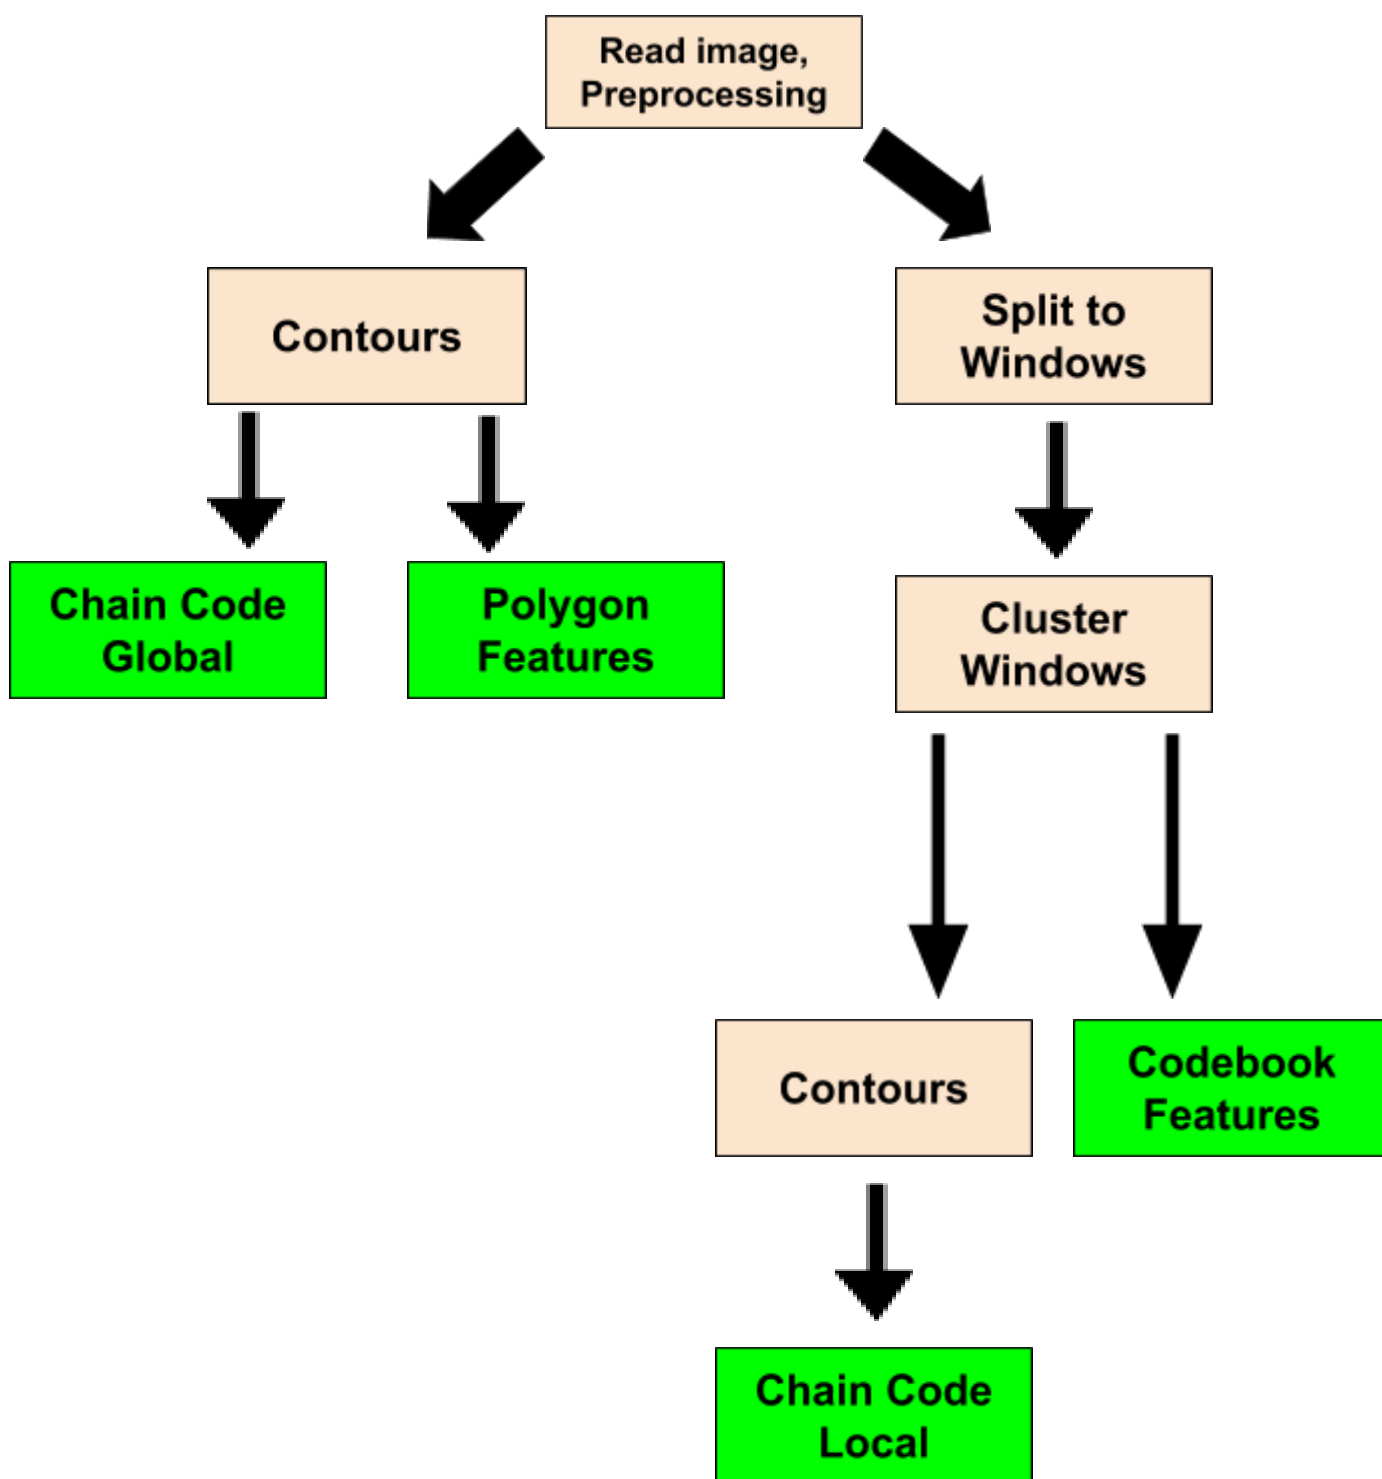 Read image,
Preprocessing
Contours
Split to
Windows
Chain Code
Global
Polygon
Features
Cluster
Windows
Contours
Codebook
Features
Chain Code
Local